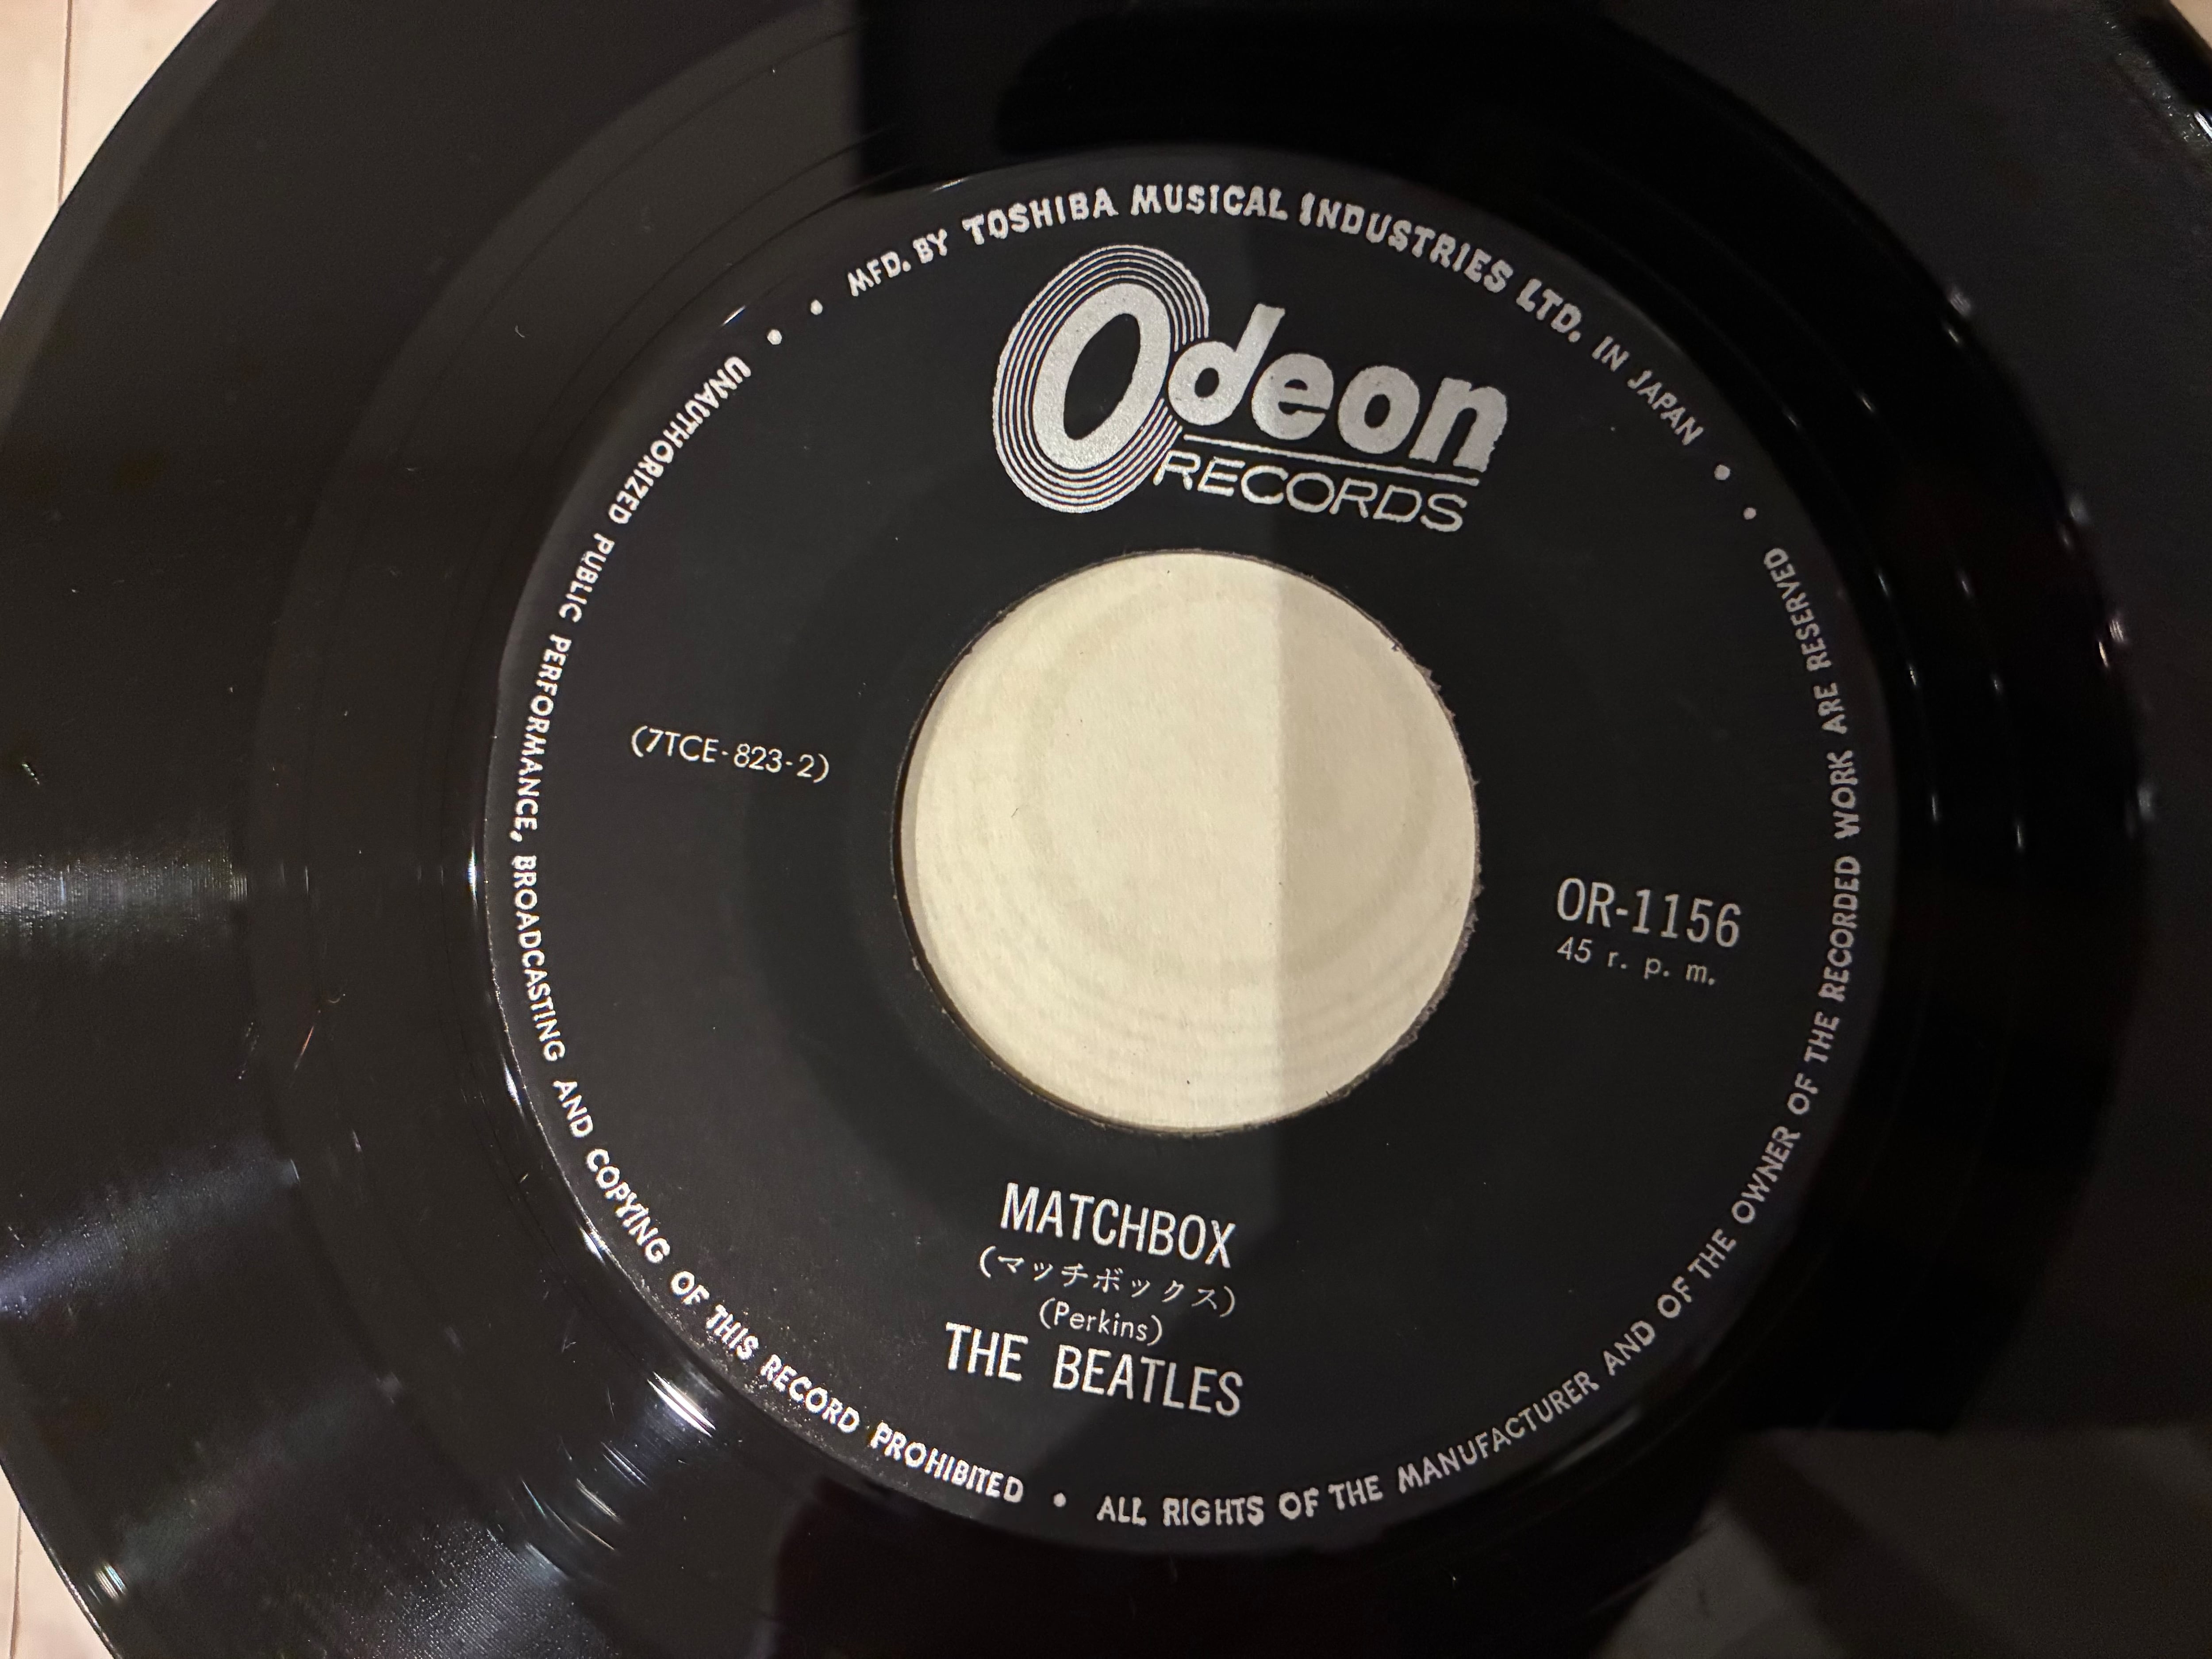 MFD. BY TOSHIBA MUSICAL INDUSTRIES LTD. IN JAPAN
Odeon
RECORDS
(7TCE-823-2)
OR-1156
45 r. p. m.
MATCHBOX
(マッチボックス)
(Perkins)
THE BEATLES
UNAUTHORIZED PUBLIC PERFORMANCE, BROADCASTING AND COPYING OF THIS RECORD PROHIBITED • ALL RIGHTS OF THE MANUFACTURER AND OF THE OWNER OF THE RECORDED WORK ARE RESERVED